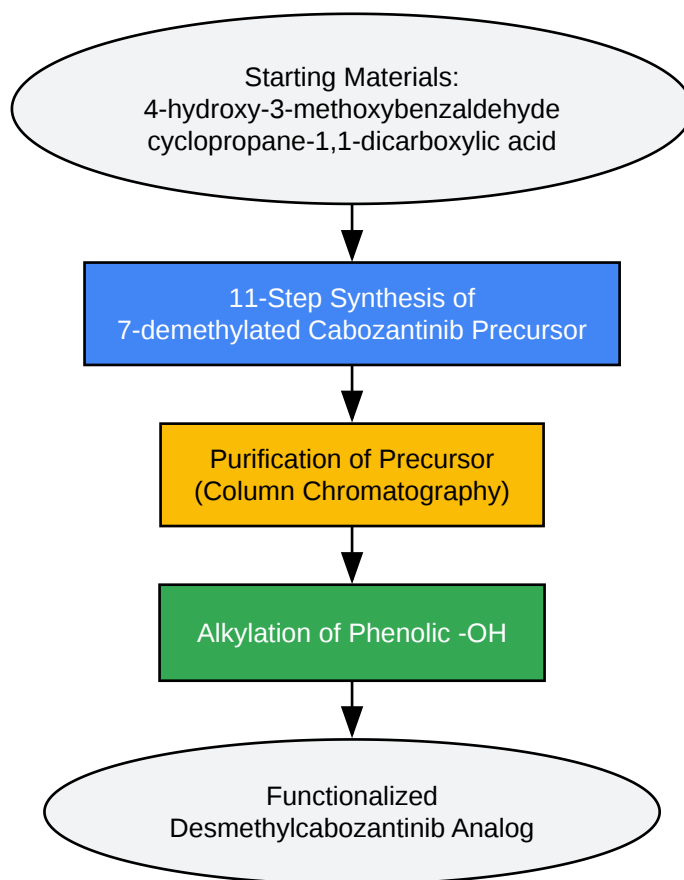 Starting Materials:
4-hydroxy-3-methoxybenzaldehyde
cyclopropane-1,1-dicarboxylic acid
11-Step Synthesis of
7-demethylated Cabozantinib Precursor
Purification of Precursor
(Column Chromatography)
Alkylation of Phenolic -OH
Functionalized
Desmethylcabozantinib Analog